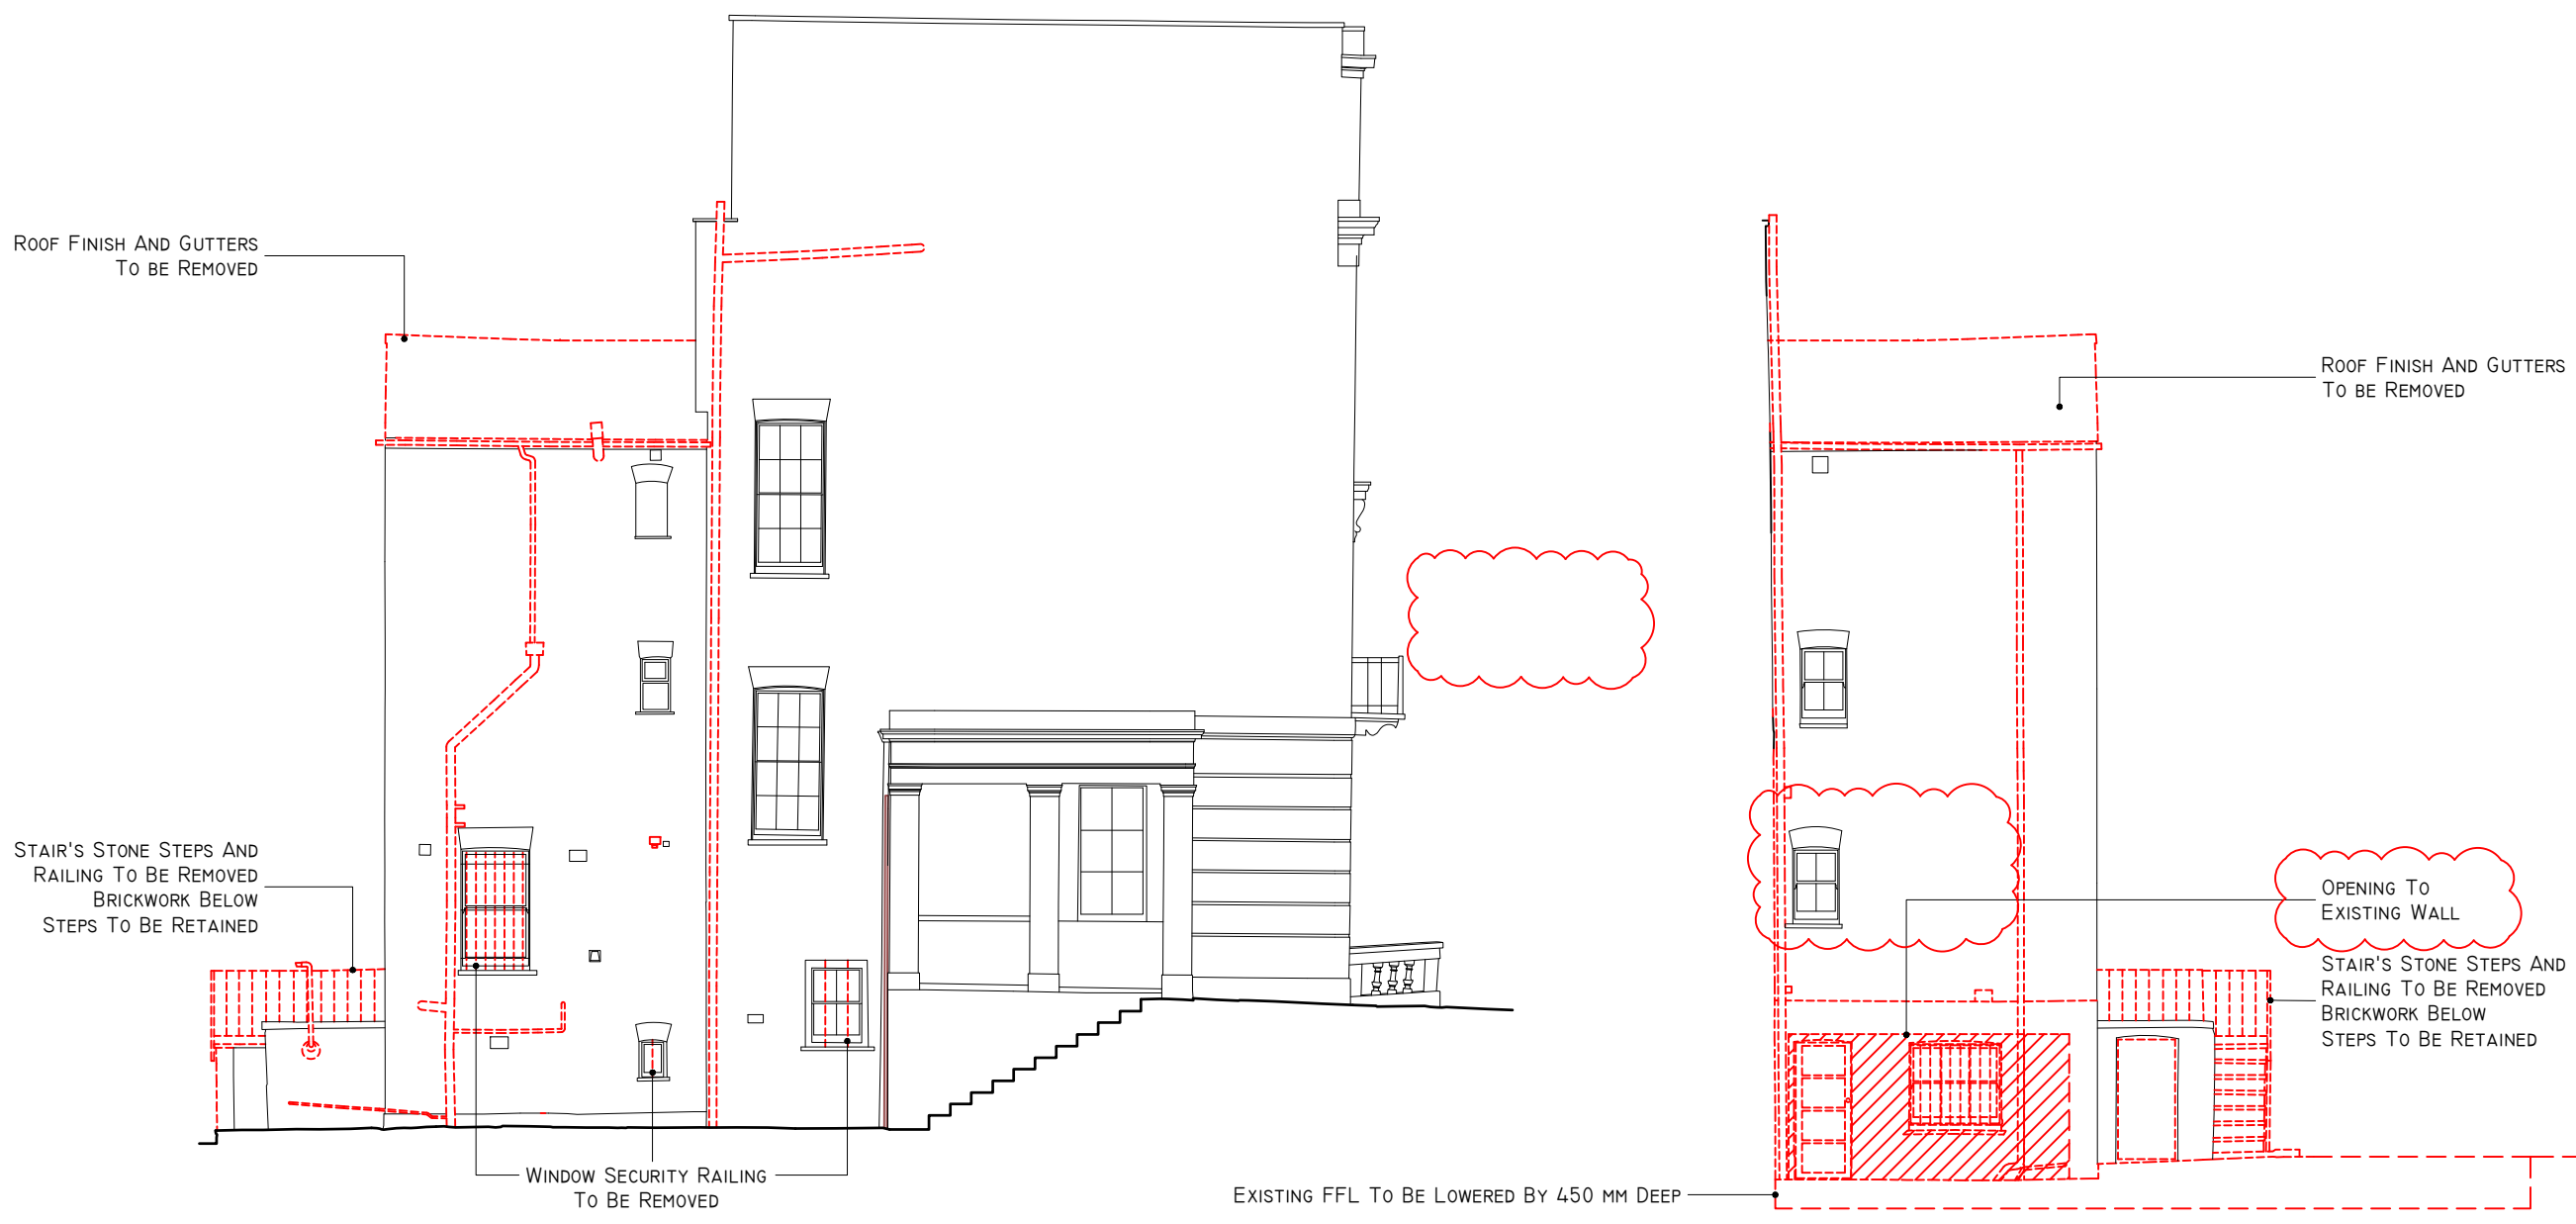 Roof Finish And Gutters
To be Removed
Roof Finish And Gutters
To be Removed
Stair's Stone Steps And
Railing To Be Removed
Brickwork Below
Steps To Be Retained
Opening To
Existing Wall
Stair's Stone Steps And
Railing To Be Removed
Brickwork Below
Steps To Be Retained
Window Security Railing
To Be Removed
Existing FFL To Be Lowered By 450 mm Deep